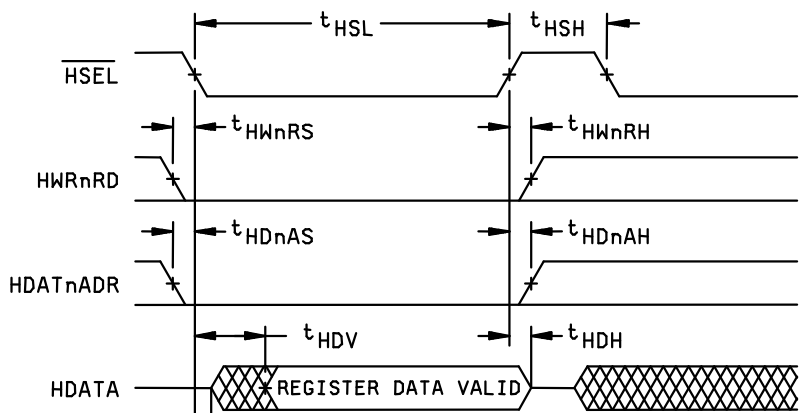 tHSL
tHSH
HSEL
tHWnRS
tHWnRH
HWRnRD
tHDnAS
tHDnAH
HDATnADR
tHDV
tHDH
HDATA
REGISTER DATA VALID